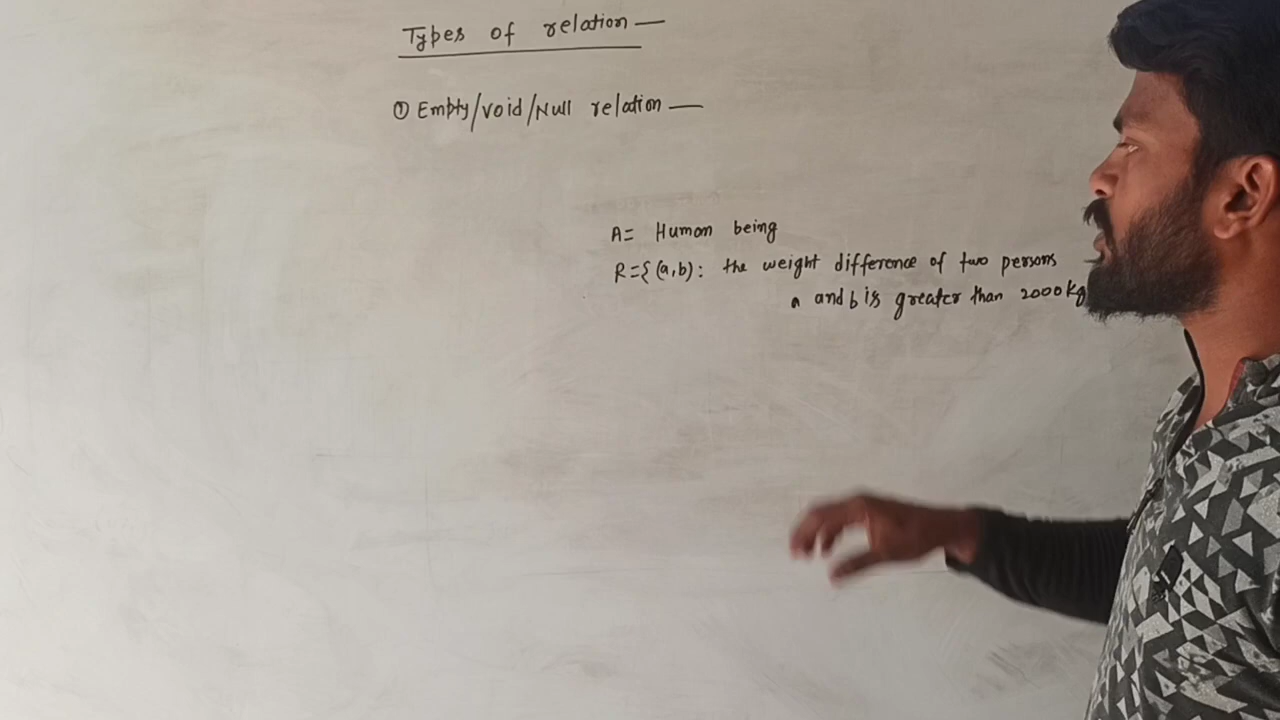 Types of relation —
① Empty/void/Null relation —
A= Human being
R={(a,b): the weight difference of two persons
a and b is greater than 2000kg